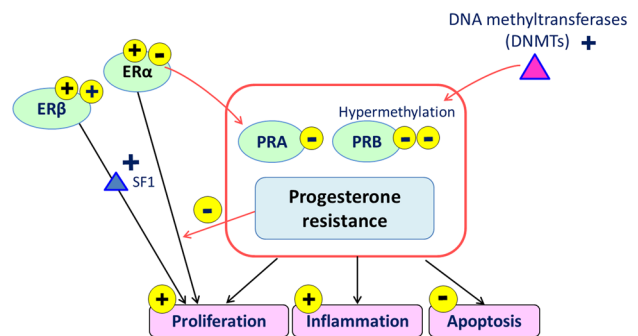 DNA methyltransferases
(DNMTs) +
+ -
ERα
+ +
ERβ
Hypermethylation
PRA -
PRB - -
+
SF1
-
Progesterone
resistance
+ Proliferation
+ Inflammation
- Apoptosis